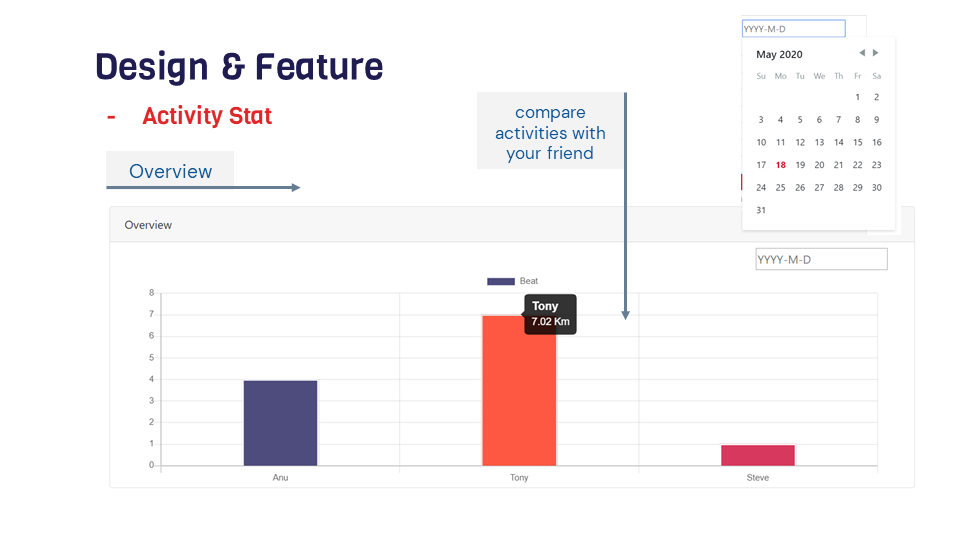 YYYY-M-D
Design & Feature
May 2020
Su Mo Tu We Th Fr Sa
1 2
3 4 5 6 7 8 9
10 11 12 13 14 15 16
17 18 19 20 21 22 23
24 25 26 27 28 29 30
31
- Activity Stat
compare
activities with
your friend
Overview
Overview
YYYY-M-D
Beat
8
7
6
5
4
3
2
1
0
Tony
7.02 Km
Anu Tony Steve